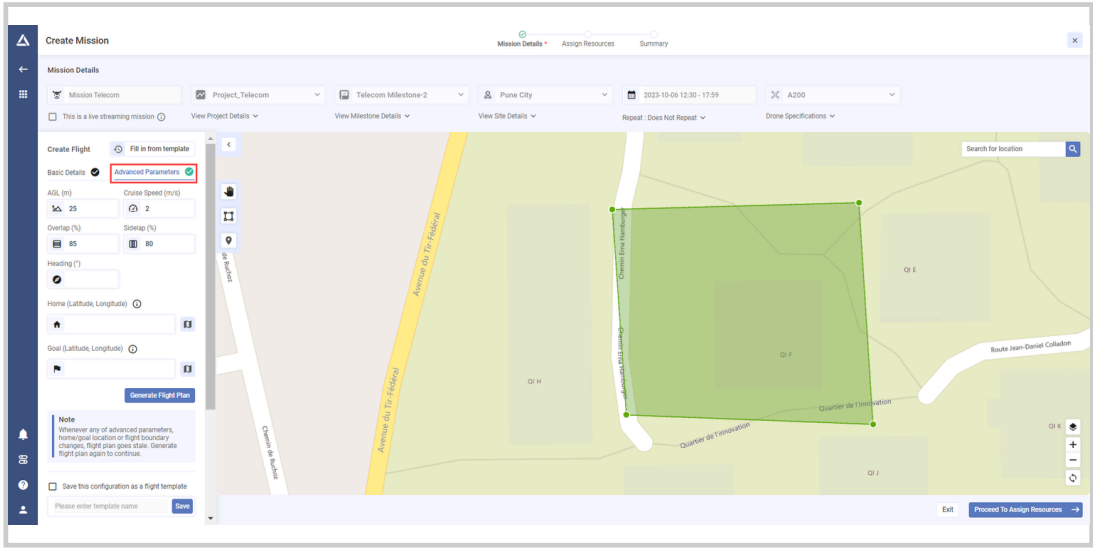 Create Mission
Mission Details *
Assign Resources
Summary
Mission Details
Mission Telecom
Project_Telecom
Telecom Milestone-2
Pune City
2023-10-06 12:30 - 17:59
A200
This is a live streaming mission
View Project Details
View Milestone Details
View Site Details
Repeat : Does Not Repeat
Drone Specifications
Create Flight
Fill in from template
Basic Details
Advanced Parameters
AGL (m)
Cruise Speed (m/s)
25
2
Overlap (%)
Sidelap (%)
85
80
Heading (°)
Home (Latitude, Longitude)
Goal (Latitude, Longitude)
Generate Flight Plan
Note
Whenever any of advanced parameters,
home/goal location or flight boundary
changes, flight plan goes stale. Generate
flight plan again to continue.
Save this configuration as a flight template
Please enter template name
Save
Search for location
de Ruchoz
Chemin de Ruchoz
Avenue du Tir-Fédéral
Avenue du Tir-Fédéral
Chemin Erna Hamburger
Chemin Erna Hamburger
QI E
QI F
QI H
Route Jean-Daniel Colladon
Quartier de l'innovation
Quartier de l'innovation
QI K
QI J
Exit
Proceed To Assign Resources